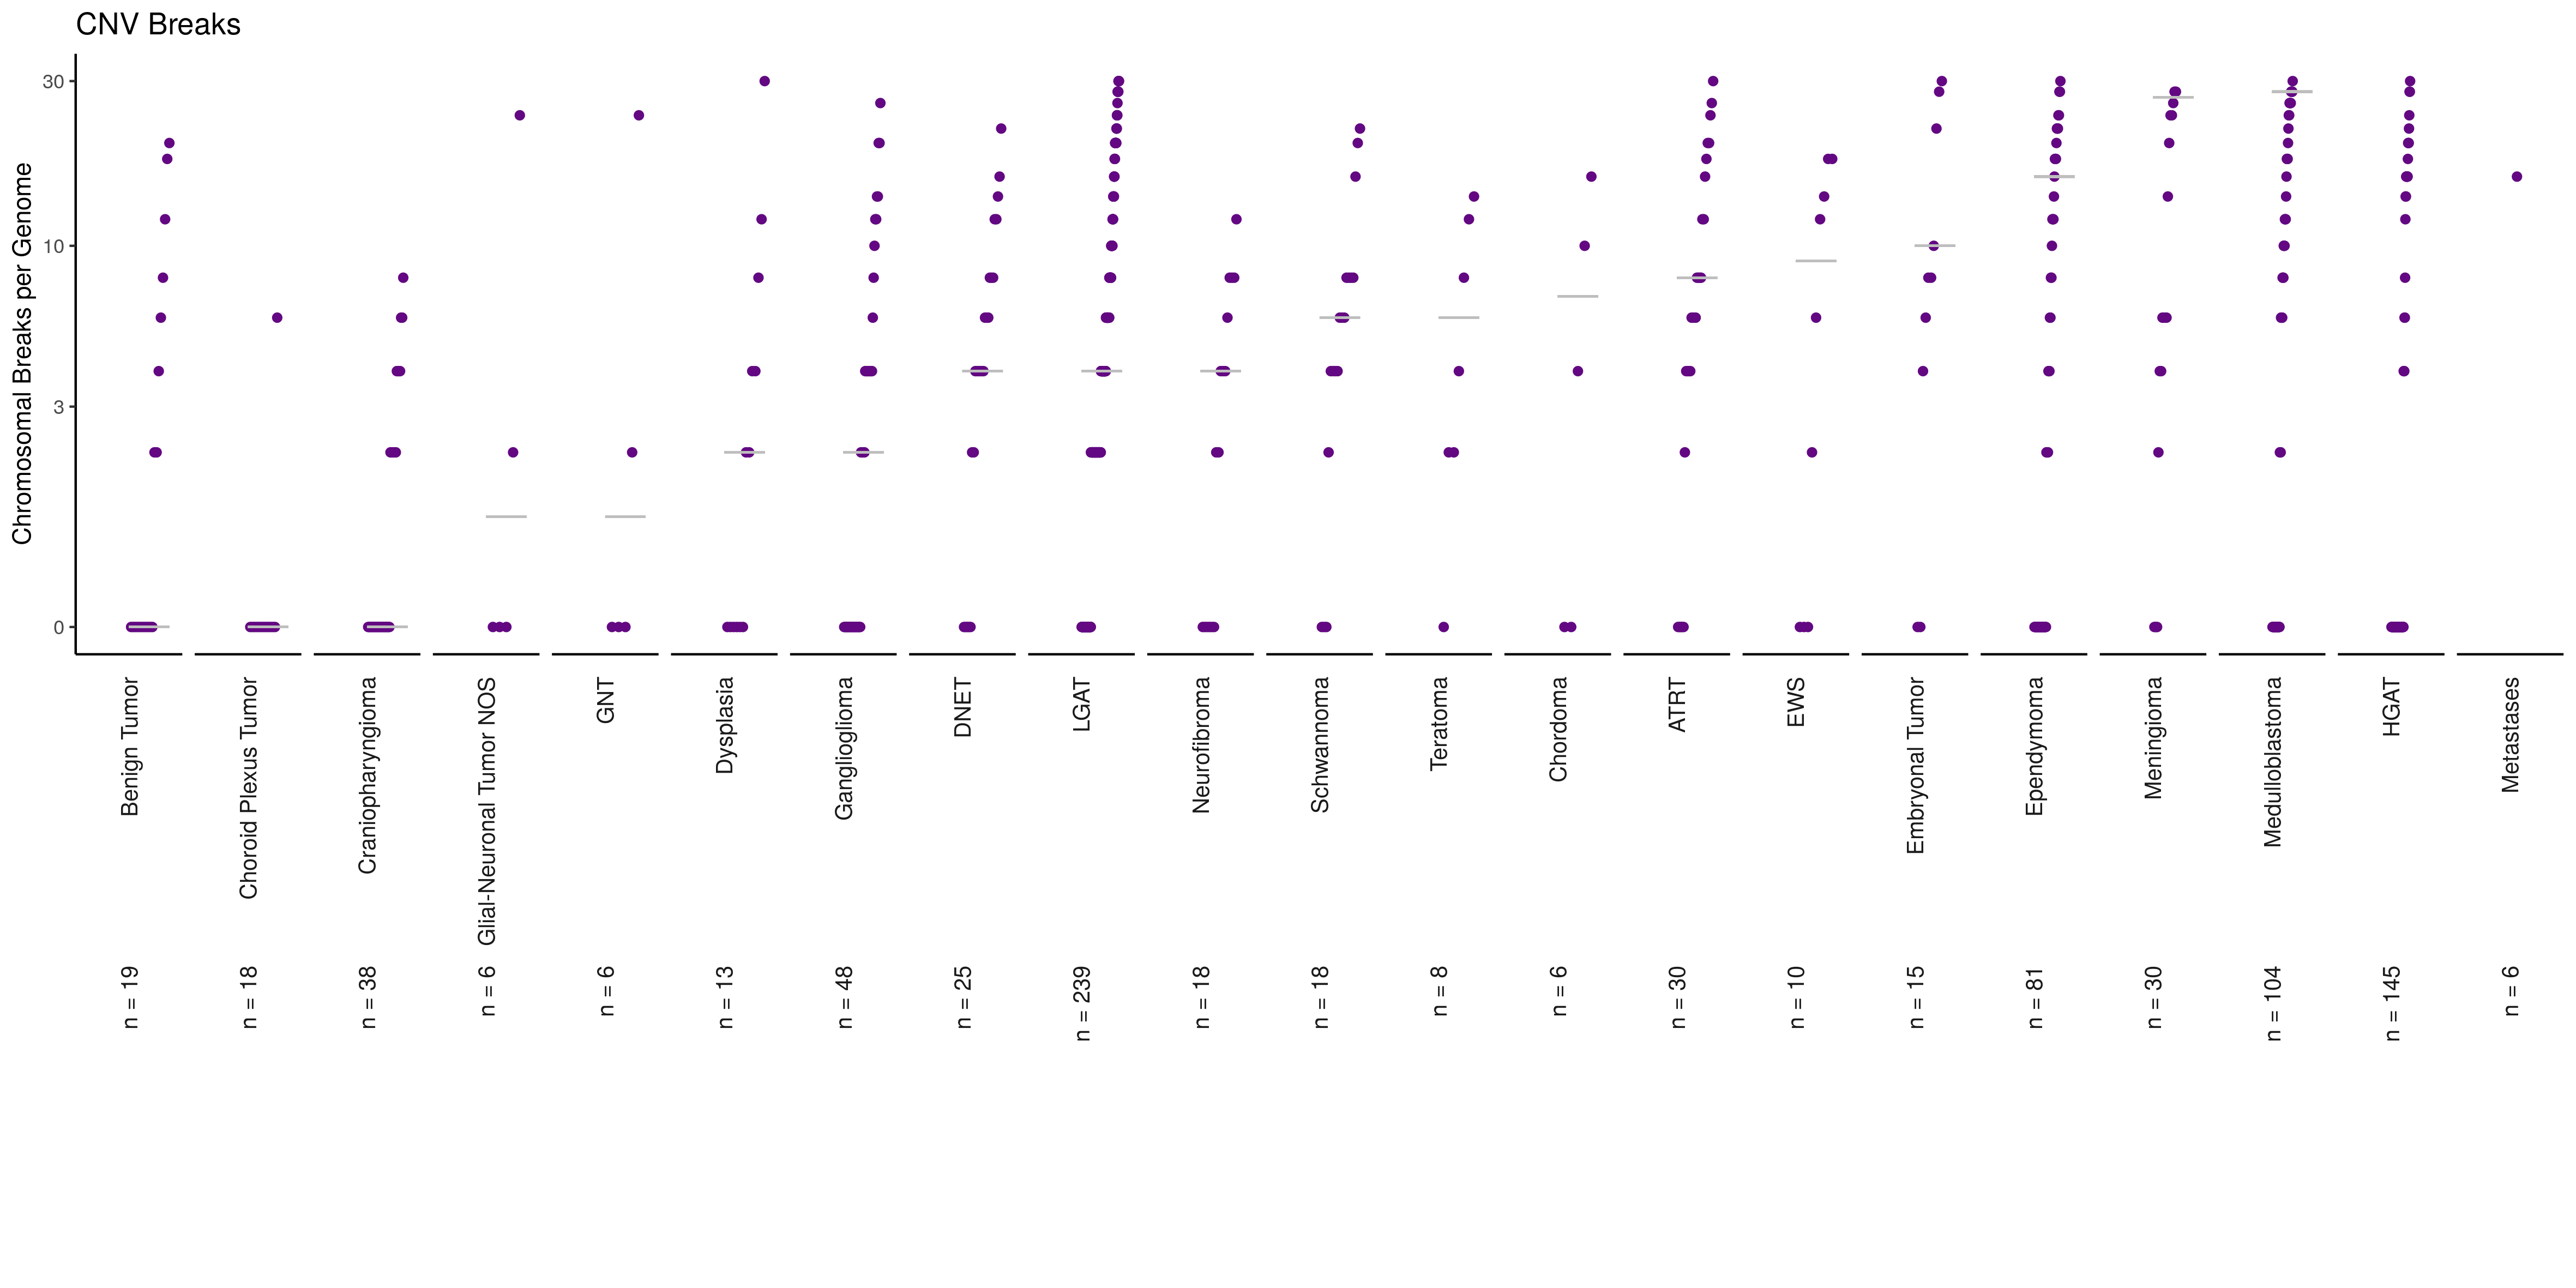 CNV Breaks
Chromosomal Breaks per Genome
30
10
3
0
Benign Tumor
Choroid Plexus Tumor
Craniopharyngioma
Glial-Neuronal Tumor NOS
GNT
Dysplasia
Ganglioglioma
DNET
LGAT
Neurofibroma
Schwannoma
Teratoma
Chordoma
ATRT
EWS
Embryonal Tumor
Ependymoma
Meningioma
Medulloblastoma
HGAT
Metastases
n = 19
n = 18
n = 38
n = 6
n = 6
n = 13
n = 48
n = 25
n = 239
n = 18
n = 18
n = 8
n = 6
n = 30
n = 10
n = 15
n = 81
n = 30
n = 104
n = 145
n = 6